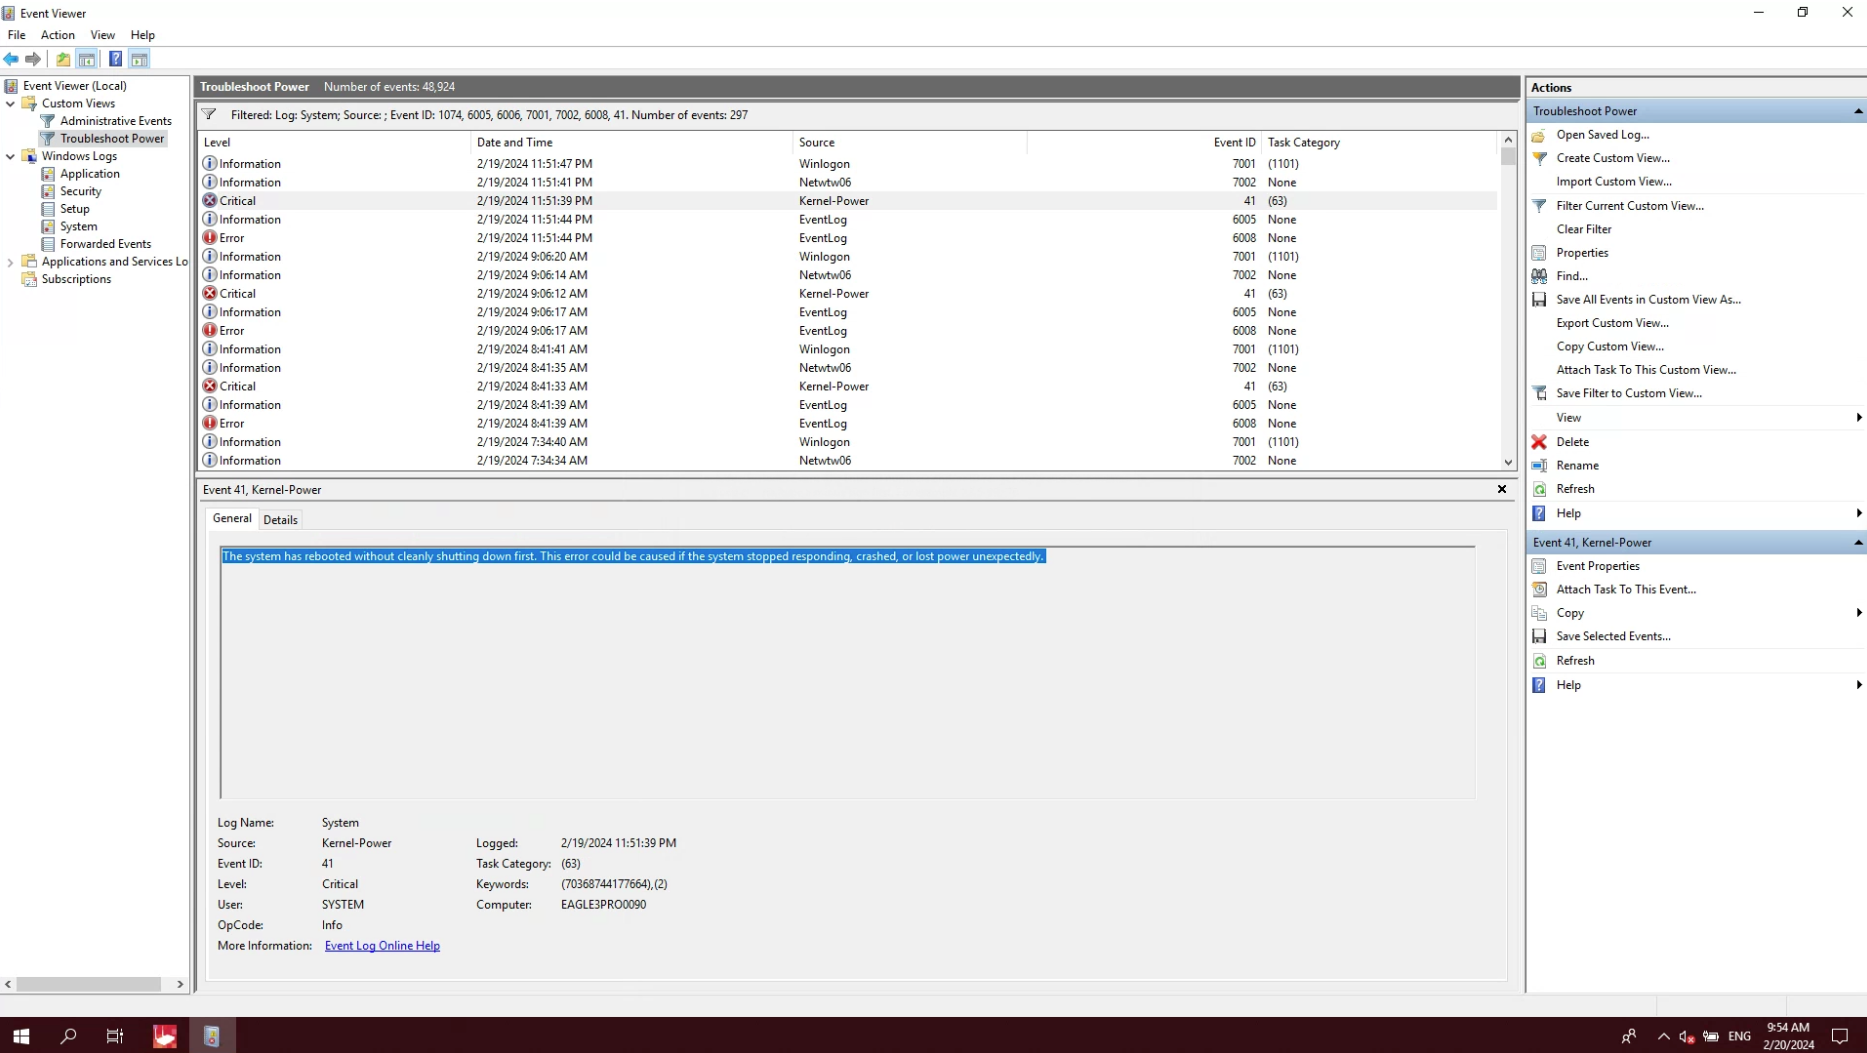 Event Viewer
File Action View Help
Event Viewer (Local)
Custom Views
Administrative Events
Troubleshoot Power
Windows Logs
Application
Security
Setup
System
Forwarded Events
Applications and Services Lo
Subscriptions
Troubleshoot Power Number of events: 48,924
Filtered: Log: System; Source: ; Event ID: 1074, 6005, 6006, 7001, 7002, 6008, 41. Number of events: 297
Level Date and Time Source Event ID Task Category
Information 2/19/2024 11:51:47 PM Winlogon 7001 (1101)
Information 2/19/2024 11:51:41 PM Netwtw06 7002 None
Critical 2/19/2024 11:51:39 PM Kernel-Power 41 (63)
Information 2/19/2024 11:51:44 PM EventLog 6005 None
Error 2/19/2024 11:51:44 PM EventLog 6008 None
Information 2/19/2024 9:06:20 AM Winlogon 7001 (1101)
Information 2/19/2024 9:06:14 AM Netwtw06 7002 None
Critical 2/19/2024 9:06:12 AM Kernel-Power 41 (63)
Information 2/19/2024 9:06:17 AM EventLog 6005 None
Error 2/19/2024 9:06:17 AM EventLog 6008 None
Information 2/19/2024 8:41:41 AM Winlogon 7001 (1101)
Information 2/19/2024 8:41:35 AM Netwtw06 7002 None
Critical 2/19/2024 8:41:33 AM Kernel-Power 41 (63)
Information 2/19/2024 8:41:39 AM EventLog 6005 None
Error 2/19/2024 8:41:39 AM EventLog 6008 None
Information 2/19/2024 7:34:40 AM Winlogon 7001 (1101)
Information 2/19/2024 7:34:34 AM Netwtw06 7002 None
Event 41, Kernel-Power
General Details
The system has rebooted without cleanly shutting down first. This error could be caused if the system stopped responding, crashed, or lost power unexpectedly.
Log Name: System
Source: Kernel-Power Logged: 2/19/2024 11:51:39 PM
Event ID: 41 Task Category: (63)
Level: Critical Keywords: (70368744177664),(2)
User: SYSTEM Computer: EAGLE3PRO0090
OpCode: Info
More Information: Event Log Online Help
Actions
Troubleshoot Power
Open Saved Log...
Create Custom View...
Import Custom View...
Filter Current Custom View...
Clear Filter
Properties
Find...
Save All Events in Custom View As...
Export Custom View...
Copy Custom View...
Attach Task To This Custom View...
Save Filter to Custom View...
View
Delete
Rename
Refresh
Help
Event 41, Kernel-Power
Event Properties
Attach Task To This Event...
Copy
Save Selected Events...
Refresh
Help
ENG
9:54 AM
2/20/2024